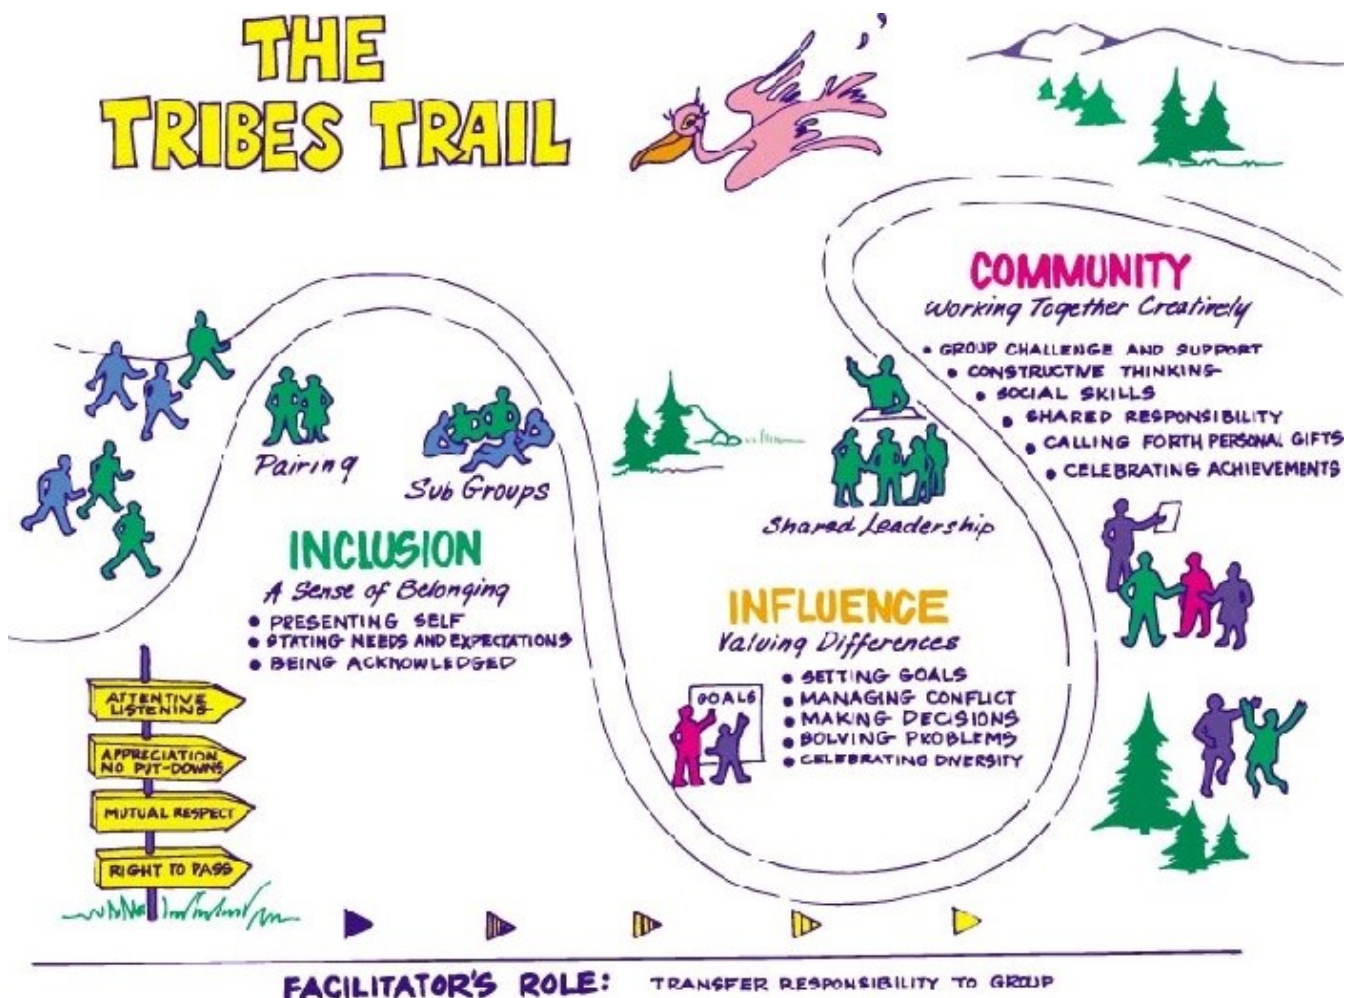 THE
TRIBES TRAIL
COMMUNITY
Working Together Creatively
• GROUP CHALLENGE AND SUPPORT
• CONSTRUCTIVE THINKING
• SOCIAL SKILLS
• SHARED RESPONSIBILITY
• CALLING FORTH PERSONAL GIFTS
• CELEBRATING ACHIEVEMENTS
Pairing
Sub Groups
Shared Leadership
INCLUSION
A Sense of Belonging
• PRESENTING SELF
• STATING NEEDS AND EXPECTATIONS
• BEING ACKNOWLEDGED
INFLUENCE
Valuing Differences
GOALS
• SETTING GOALS
• MANAGING CONFLICT
• MAKING DECISIONS
• SOLVING PROBLEMS
• CELEBRATING DIVERSITY
ATTENTIVE
LISTENING
APPRECIATION
NO PUT-DOWNS
MUTUAL RESPECT
RIGHT TO PASS
FACILITATOR'S ROLE: TRANSFER RESPONSIBILITY TO GROUP